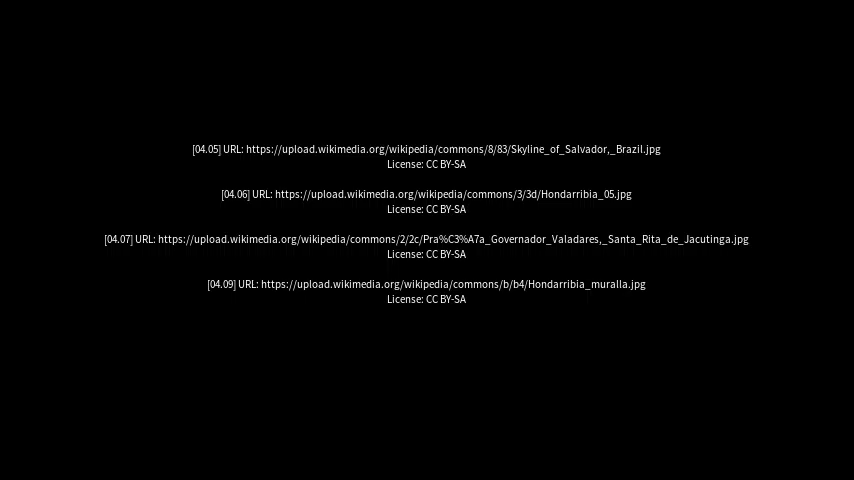 [04.05] URL: https://upload.wikimedia.org/wikipedia/commons/8/83/Skyline_of_Salvador,_Brazil.jpg
License: CC BY-SA
[04.06] URL: https://upload.wikimedia.org/wikipedia/commons/3/3d/Hondarribia_05.jpg
License: CC BY-SA
[04.07] URL: https://upload.wikimedia.org/wikipedia/commons/2/2c/Pra%C3%A7a_Governador_Valadares,_Santa_Rita_de_Jacutinga.jpg
License: CC BY-SA
[04.09] URL: https://upload.wikimedia.org/wikipedia/commons/b/b4/Hondarribia_muralla.jpg
License: CC BY-SA